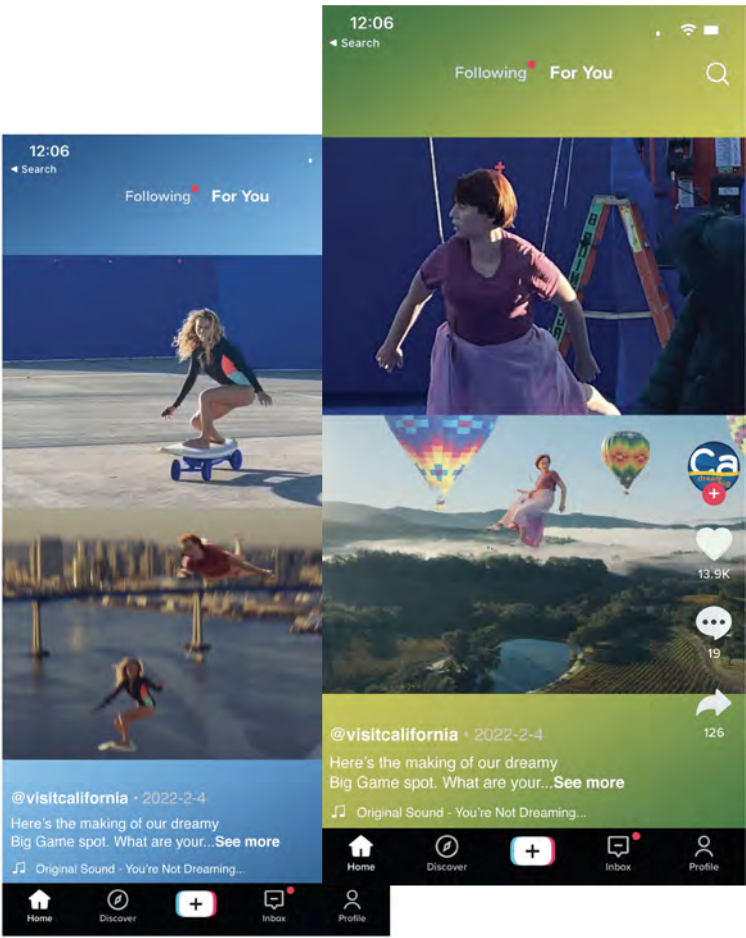 12:06
◀ Search
Following For You
@visitcalifornia · 2022-2-4
Here's the making of our dreamy
Big Game spot. What are your...See more
Original Sound - You're Not Dreaming...
Home Discover Inbox Profile
12:06
◀ Search
Following For You
Ca
dream
13.9K
19
126
@visitcalifornia · 2022-2-4
Here's the making of our dreamy
Big Game spot. What are your...See more
Original Sound - You're Not Dreaming...
Home Discover Inbox Profile